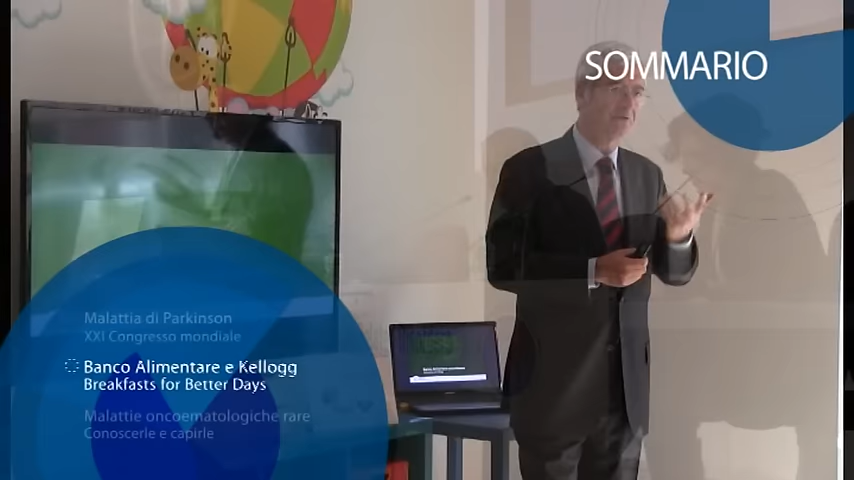 SOMMARIO
Malattia di Parkinson
XXI Congresso mondiale
Banco Alimentare e Kellogg
Breakfasts for Better Days
Malattie oncoematologiche rare
Conoscerle e capirle